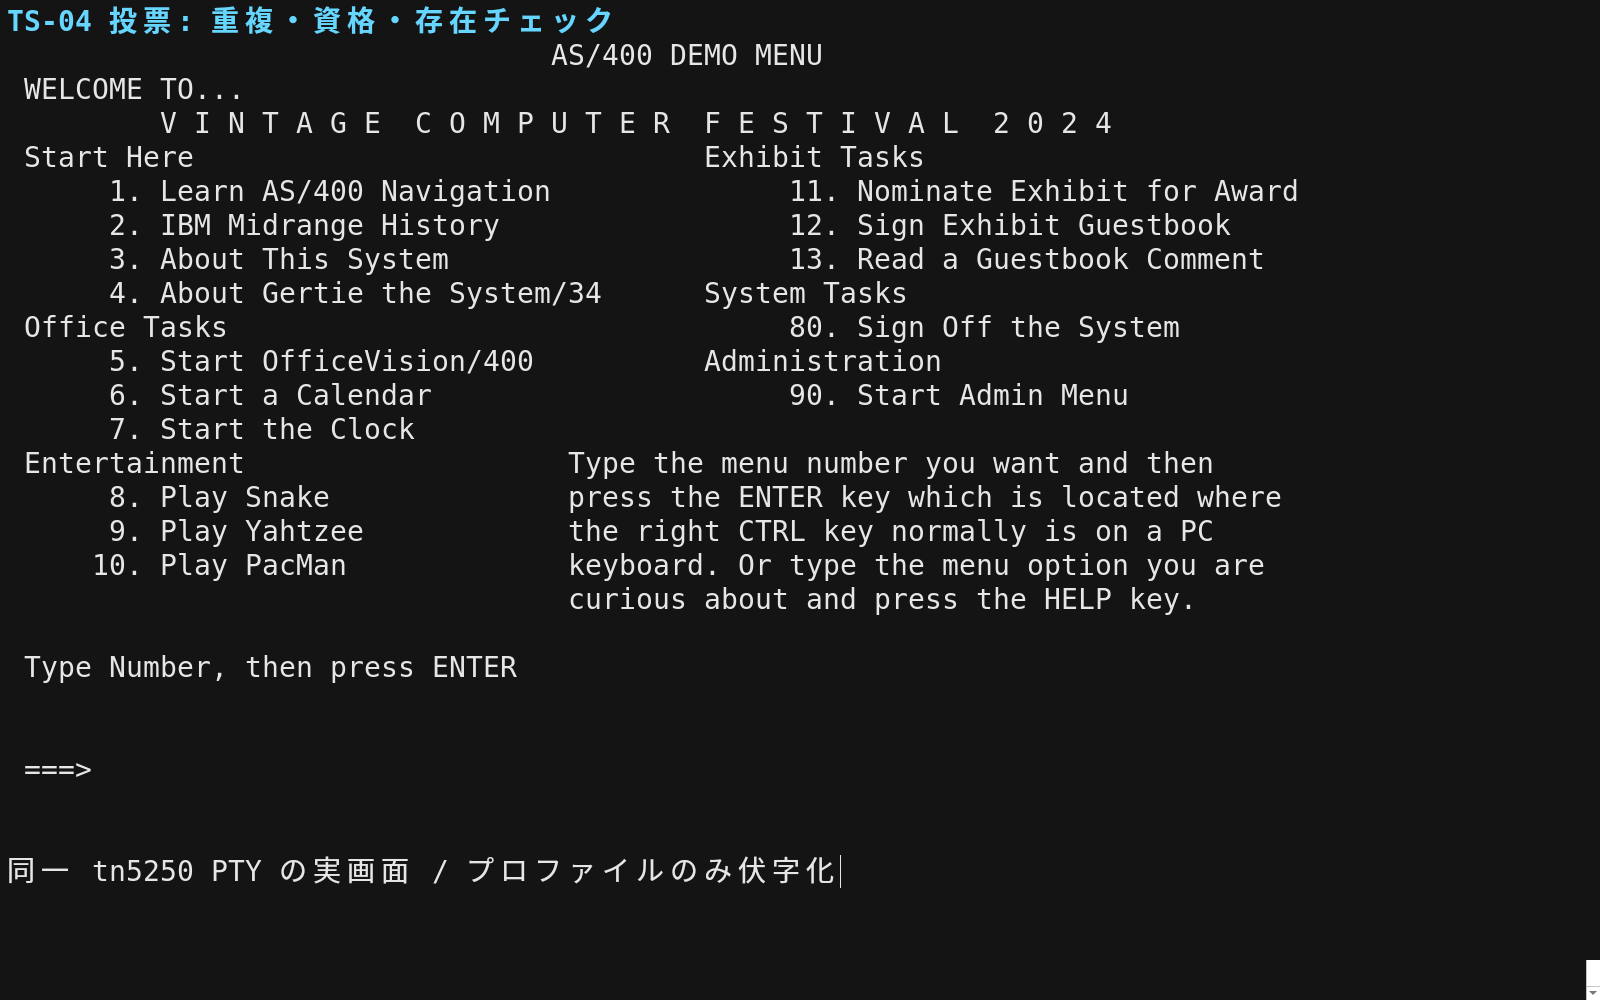 TS-04 投票: 重複・資格・存在チェック
AS/400 DEMO MENU
WELCOME TO...
V I N T A G E  C O M P U T E R  F E S T I V A L  2 0 2 4
Start Here                              Exhibit Tasks
1. Learn AS/400 Navigation              11. Nominate Exhibit for Award
2. IBM Midrange History                 12. Sign Exhibit Guestbook
3. About This System                    13. Read a Guestbook Comment
4. About Gertie the System/34      System Tasks
Office Tasks                                 80. Sign Off the System
5. Start OfficeVision/400          Administration
6. Start a Calendar                     90. Start Admin Menu
7. Start the Clock
Entertainment                   Type the menu number you want and then
8. Play Snake              press the ENTER key which is located where
9. Play Yahtzee            the right CTRL key normally is on a PC
10. Play PacMan             keyboard. Or type the menu option you are
curious about and press the HELP key.
Type Number, then press ENTER
===>
同一 tn5250 PTY の実画面 / プロファイルのみ伏字化